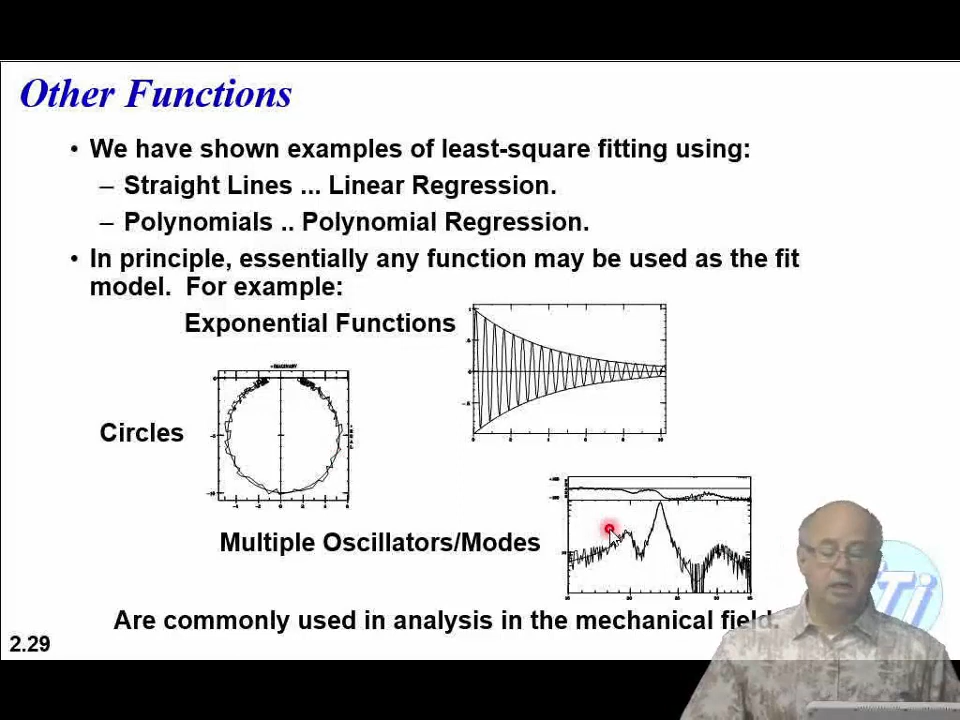 Other Functions
• We have shown examples of least-square fitting using:
– Straight Lines ... Linear Regression.
– Polynomials .. Polynomial Regression.
• In principle, essentially any function may be used as the fit
model. For example:
Exponential Functions
Circles
Multiple Oscillators/Modes
Are commonly used in analysis in the mechanical field.
2.29